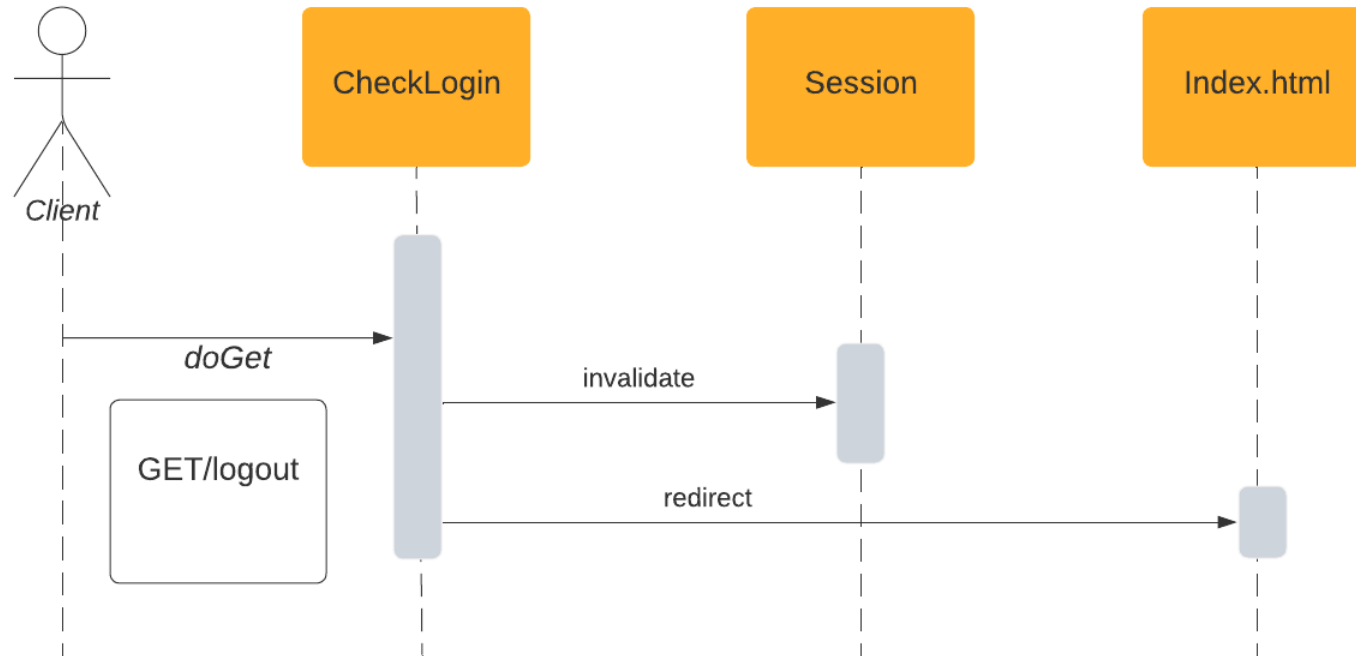 CheckLogin
Session
Index.html
Client
doGet
invalidate
GET/logout
redirect